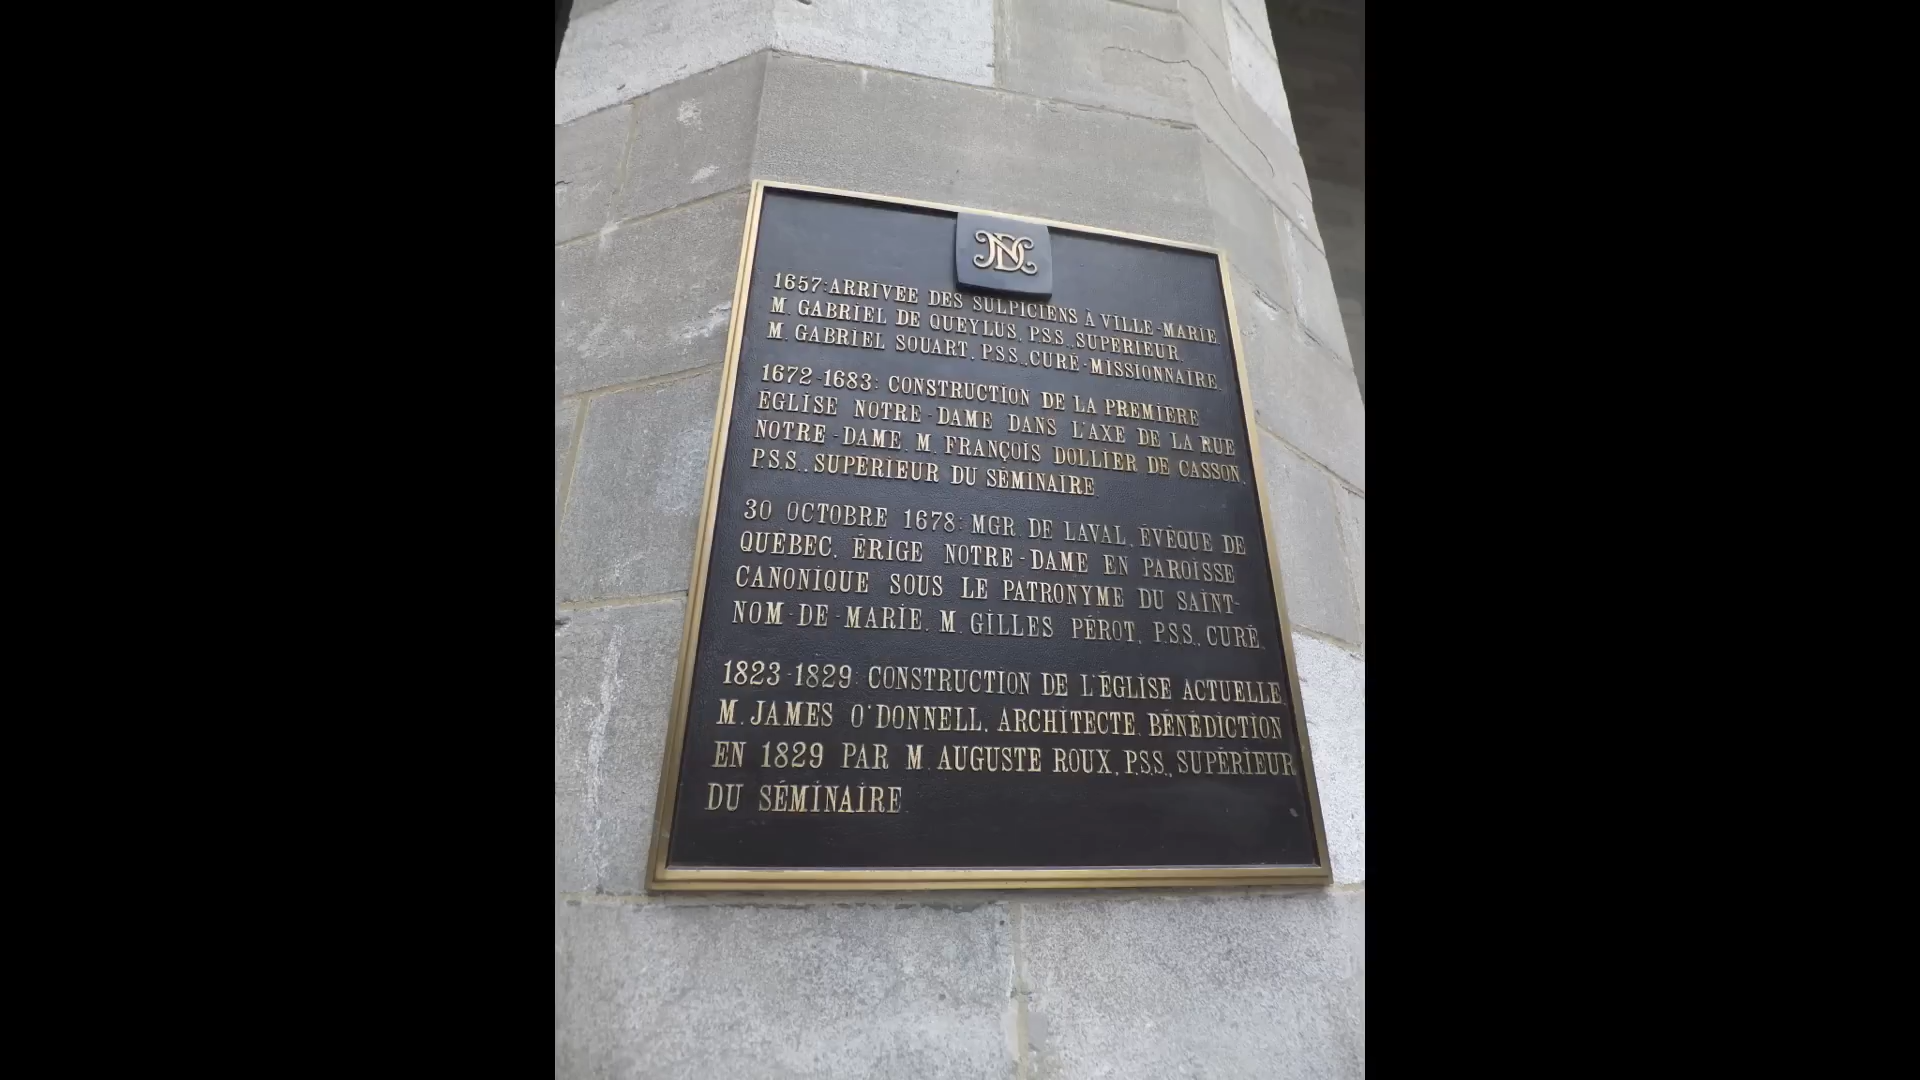 ND
1657: ARRIVÉE DES SULPICIENS À VILLE-MARIE.
M. GABRIEL DE QUEYLUS, P.S.S., SUPÉRIEUR.
M. GABRIEL SOUART, P.S.S., CURÉ-MISSIONNAIRE.
1672-1683: CONSTRUCTION DE LA PREMIÈRE
ÉGLISE NOTRE-DAME DANS L'AXE DE LA RUE
NOTRE-DAME. M. FRANÇOIS DOLLIER DE CASSON,
P.S.S., SUPÉRIEUR DU SÉMINAIRE.
30 OCTOBRE 1678: MGR. DE LAVAL, ÉVÊQUE DE
QUÉBEC, ÉRIGE NOTRE-DAME EN PAROISSE
CANONIQUE SOUS LE PATRONYME DU SAINT-
NOM-DE-MARIE. M. GILLES PÉROT, P.S.S., CURÉ.
1823-1829: CONSTRUCTION DE L'ÉGLISE ACTUELLE.
M. JAMES O'DONNELL, ARCHITECTE. BÉNÉDICTION
EN 1829 PAR M. AUGUSTE ROUX, P.S.S., SUPÉRIEUR
DU SÉMINAIRE.